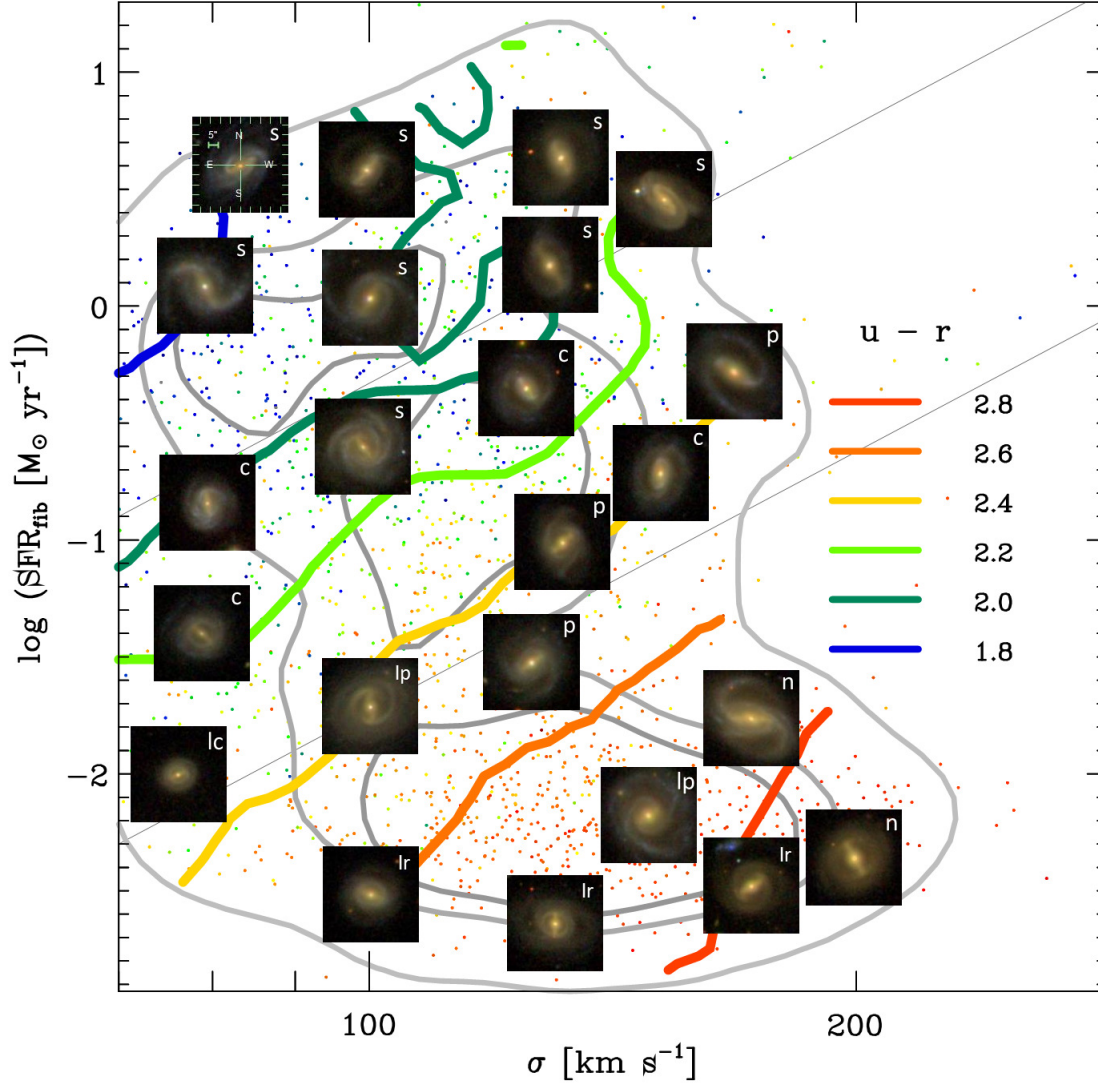 log (SFR_fib [M⊙ yr⁻¹])
1
0
−1
−2
100
200
σ [km s⁻¹]
u − r
2.8
2.6
2.4
2.2
2.0
1.8
5" N S
E W
S
s
s
s
s
s
s
p
c
s
c
c
p
c
p
lp
n
lc
lp
n
lr
lr
lr